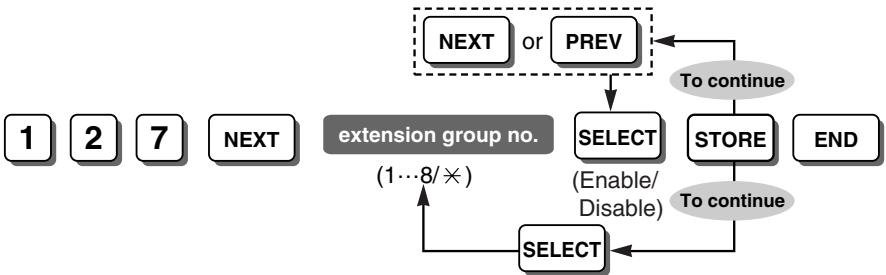 NEXT or PREV
To continue
1 2 7 NEXT extension group no. SELECT STORE END
(1···8/✳)
(Enable/
Disable)
To continue
SELECT